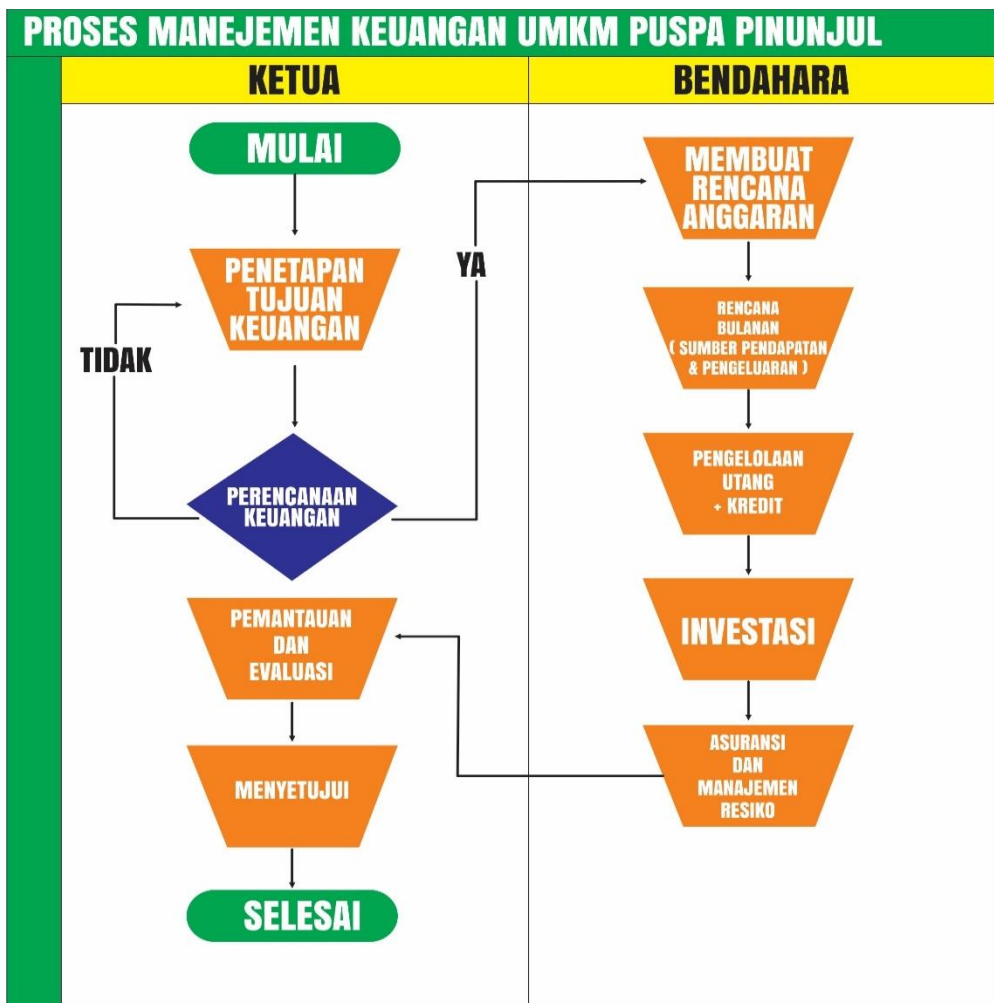 PROSES MANEJEMEN KEUANGAN UMKM PUSPA PINUNJUL
KETUA
BENDAHARA
MULAI
PENETAPAN
TUJUAN
KEUANGAN
TIDAK
YA
PERENCANAAN
KEUANGAN
MEMBUAT
RENCANA
ANGGARAN
RENCANA
BULANAN
( SUMBER PENDAPATAN
& PENGELUARAN )
PENGELOLAAN
UTANG
+ KREDIT
INVESTASI
ASURANSI
DAN
MANAJEMEN
RESIKO
PEMANTAUAN
DAN
EVALUASI
MENYETUJUI
SELESAI